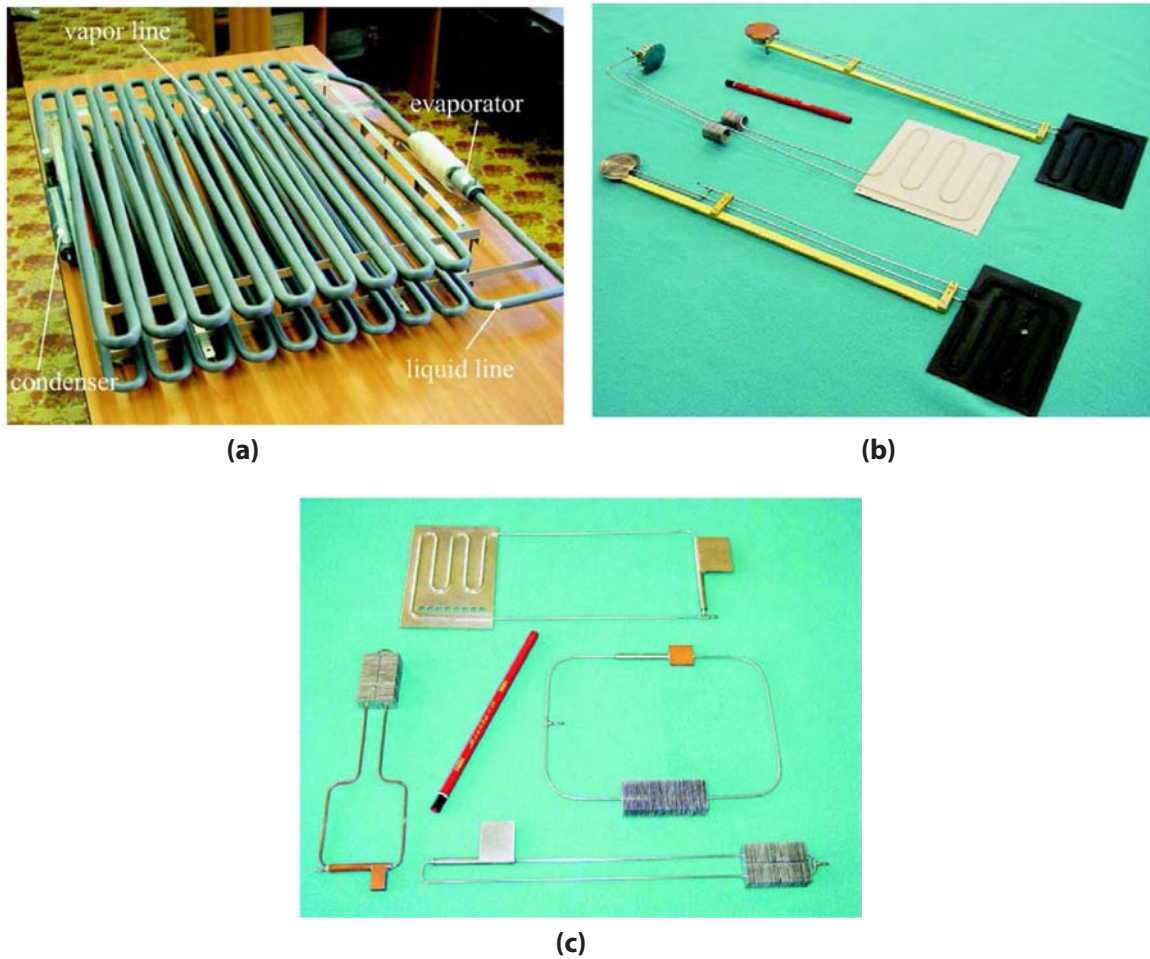 vapor line
evaporator
condenser
liquid line
(a)
(b)
(c)